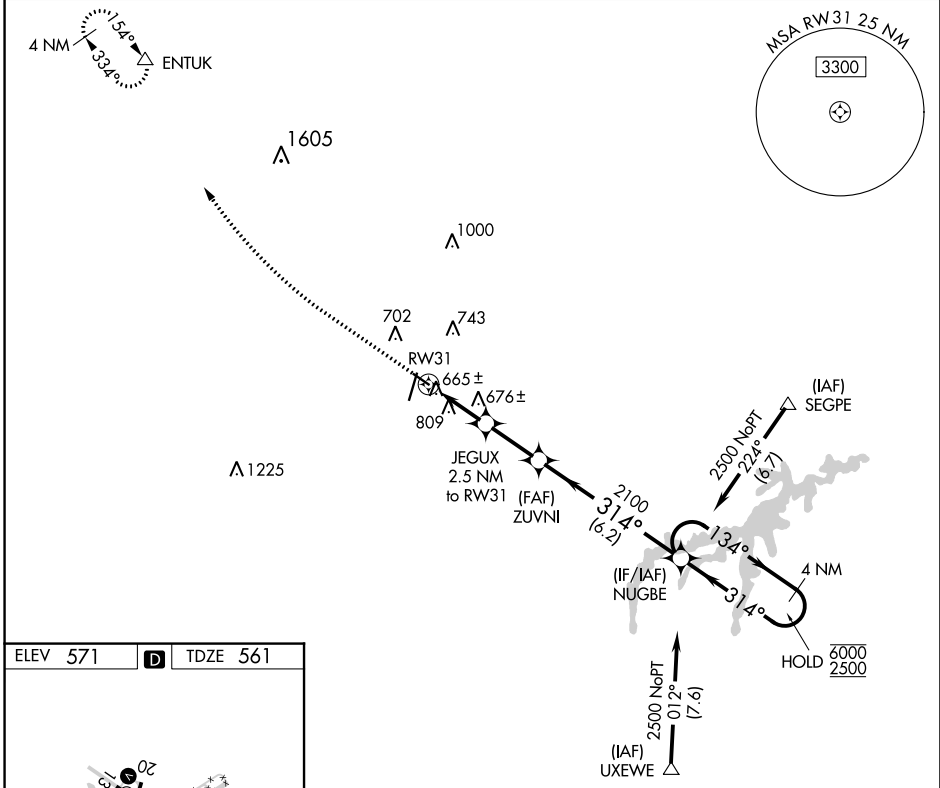 154°
4 NM
334°
ENTUK
MSA RW31 25 NM
3300
1605
1000
702
743
RW31
665±
676±
809
1225
JEGUX
2.5 NM
to RW31
(FAF)
ZUVNI
2100
314°
(6.2)
(IAF)
SEGPE
2500 NoPT
224°
(6.7)
134°
4 NM
(IF/IAF)
NUGBE
314°
HOLD
6000
2500
2500 NoPT
012°
(7.6)
(IAF)
UXEWE
ELEV 571
D
TDZE 561
20
V